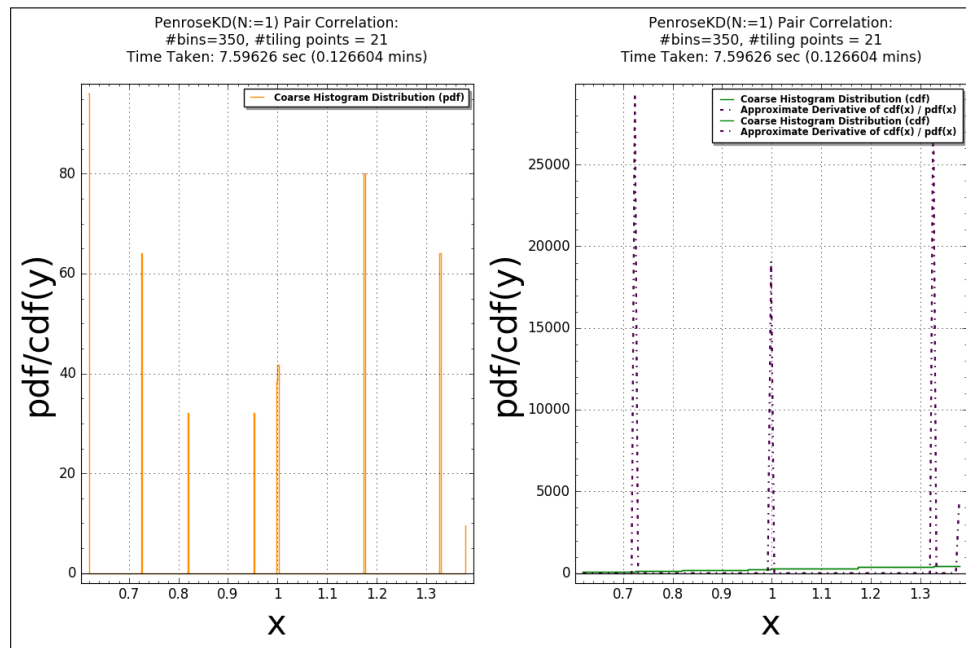 PenroseKD(N:=1) Pair Correlation:
#bins=350, #tiling points = 21
Time Taken: 7.59626 sec (0.126604 mins)
Coarse Histogram Distribution (pdf)
80
60
40
20
0
0.7 0.8 0.9 1 1.1 1.2 1.3
pdf/cdf(y)
x
PenroseKD(N:=1) Pair Correlation:
#bins=350, #tiling points = 21
Time Taken: 7.59626 sec (0.126604 mins)
Coarse Histogram Distribution (cdf)
Approximate Derivative of cdf(x) / pdf(x)
Coarse Histogram Distribution (cdf)
Approximate Derivative of cdf(x) / pdf(x)
25000
20000
15000
10000
5000
0
0.7 0.8 0.9 1 1.1 1.2 1.3
pdf/cdf(y)
x